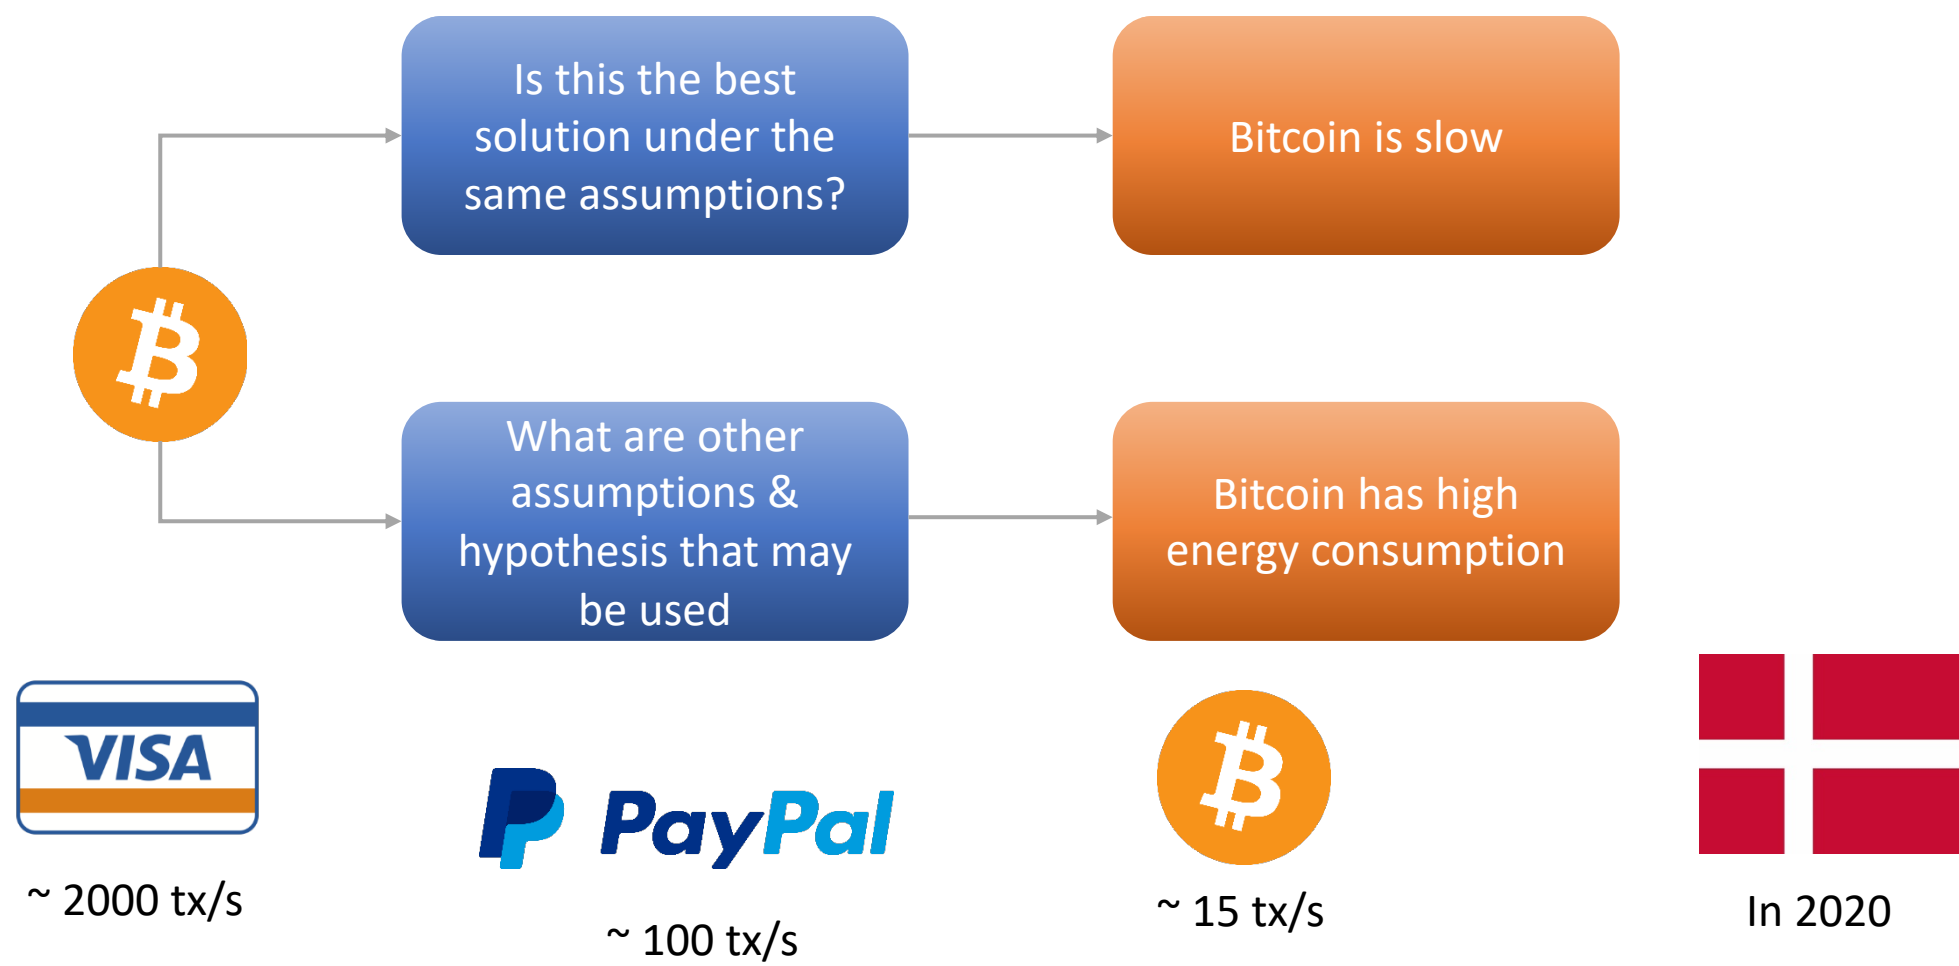 Is this the best
solution under the
same assumptions?
Bitcoin is slow
What are other
assumptions &
hypothesis that may
be used
Bitcoin has high
energy consumption
VISA
~ 2000 tx/s
PayPal
~ 100 tx/s
~ 15 tx/s
In 2020